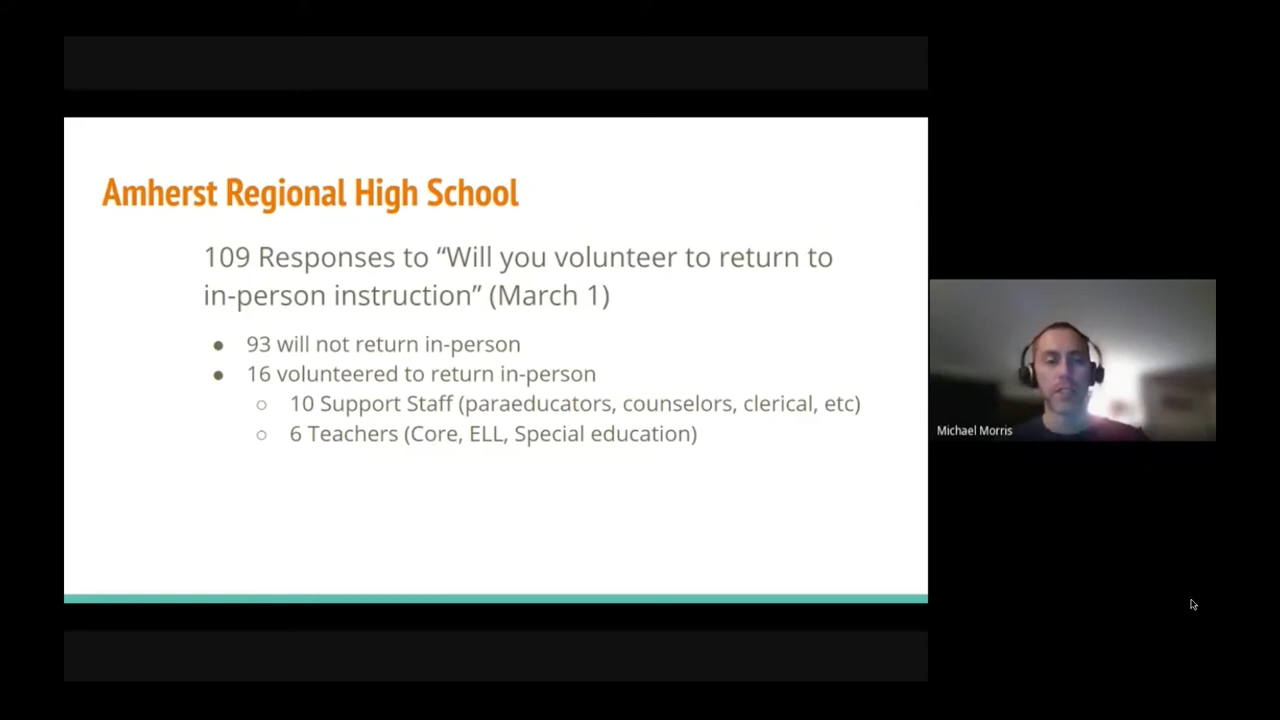 Amherst Regional High School
109 Responses to “Will you volunteer to return to
in-person instruction” (March 1)
● 93 will not return in-person
● 16 volunteered to return in-person
○ 10 Support Staff (paraeducators, counselors, clerical, etc)
○ 6 Teachers (Core, ELL, Special education)
Michael Morris